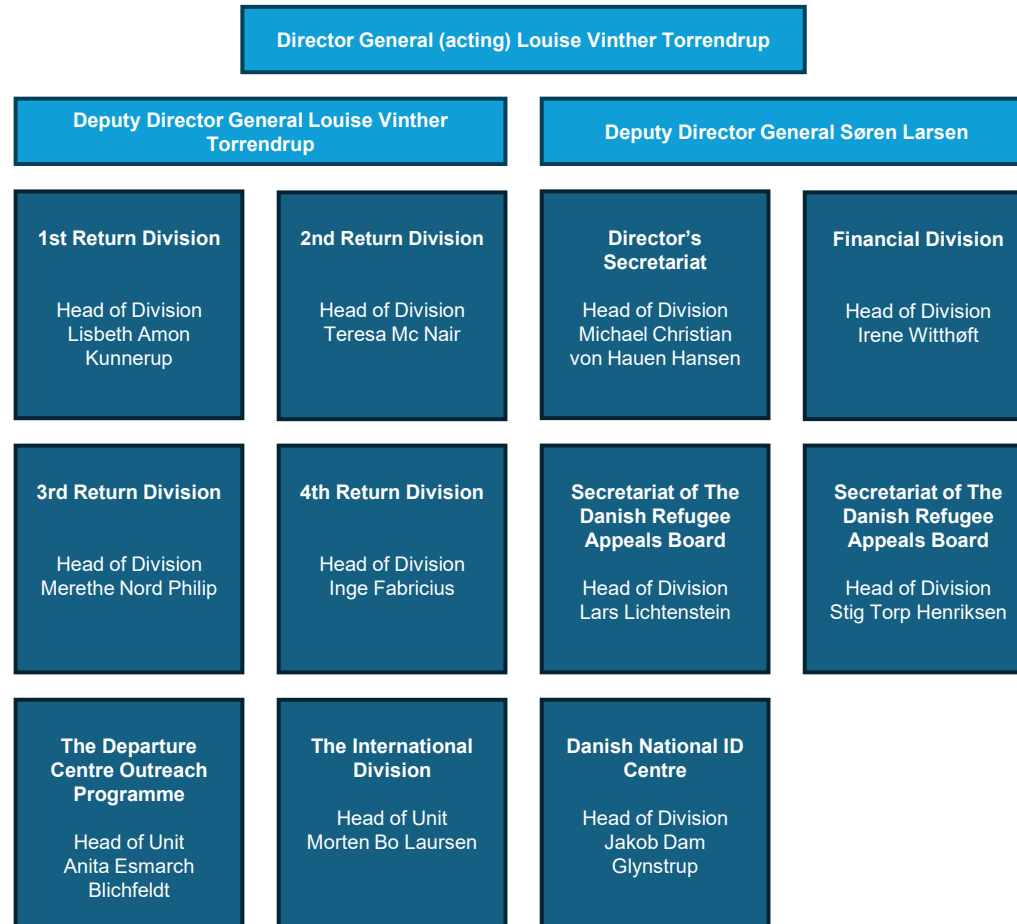 Director General (acting) Louise Vinther Torrendrup
Deputy Director General Louise Vinther
Torrendrup
Deputy Director General Søren Larsen
1st Return Division
Head of Division
Lisbeth Amon
Kunnerup
2nd Return Division
Head of Division
Teresa Mc Nair
Director’s
Secretariat
Head of Division
Michael Christian
von Hauen Hansen
Financial Division
Head of Division
Irene Witthøft
3rd Return Division
Head of Division
Merethe Nord Philip
4th Return Division
Head of Division
Inge Fabricius
Secretariat of The
Danish Refugee
Appeals Board
Head of Division
Lars Lichtenstein
Secretariat of The
Danish Refugee
Appeals Board
Head of Division
Stig Torp Henriksen
The Departure
Centre Outreach
Programme
Head of Unit
Anita Esmarch
Blichfeldt
The International
Division
Head of Unit
Morten Bo Laursen
Danish National ID
Centre
Head of Division
Jakob Dam
Glynstrup